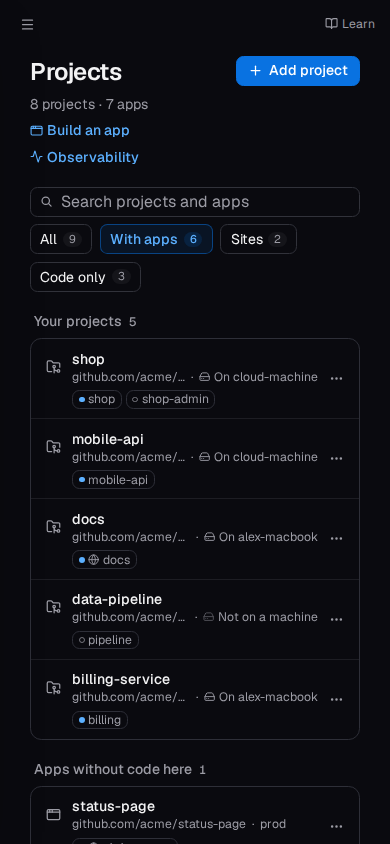 Learn
Projects
Add project
8 projects · 7 apps
Build an app
Observability
Search projects and apps
All 9
With apps 6
Sites 2
Code only 3
Your projects 5
shop
github.com/acme/… · On cloud-machine
shop shop-admin
mobile-api
github.com/acme/… · On cloud-machine
mobile-api
docs
github.com/acme/… · On alex-macbook
docs
data-pipeline
github.com/acme/… · Not on a machine
pipeline
billing-service
github.com/acme/… · On alex-macbook
billing
Apps without code here 1
status-page
github.com/acme/status-page · prod